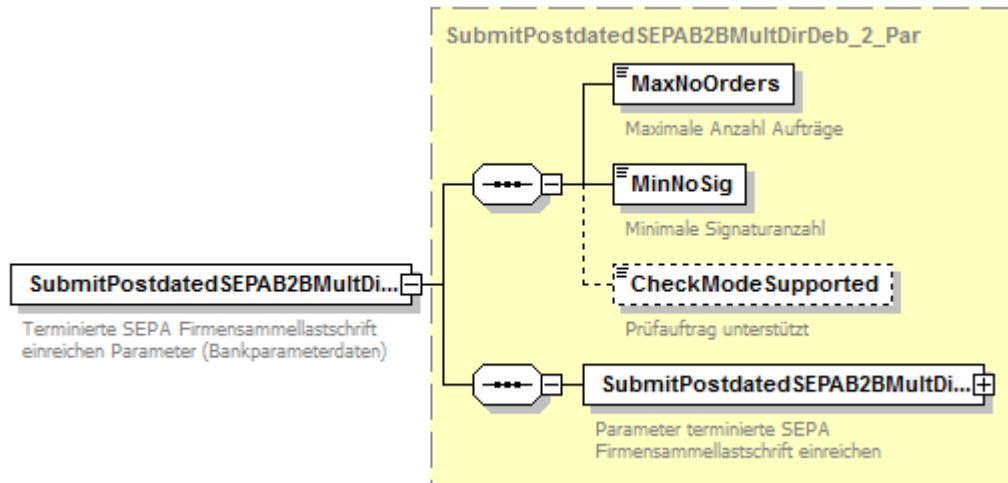 SubmitPostdatedSEPAB2BMultDirDeb_2_Par
MaxNoOrders
Maximale Anzahl Aufträge
MinNoSig
Minimale Signaturanzahl
CheckModeSupported
Prüfauftrag unterstützt
SubmitPostdatedSEPAB2BMultDi...
Terminierte SEPA Firmensammellastschrift
einreichen Parameter (Bankparameterdaten)
SubmitPostdatedSEPAB2BMultDi...
Parameter terminierte SEPA
Firmensammellastschrift einreichen